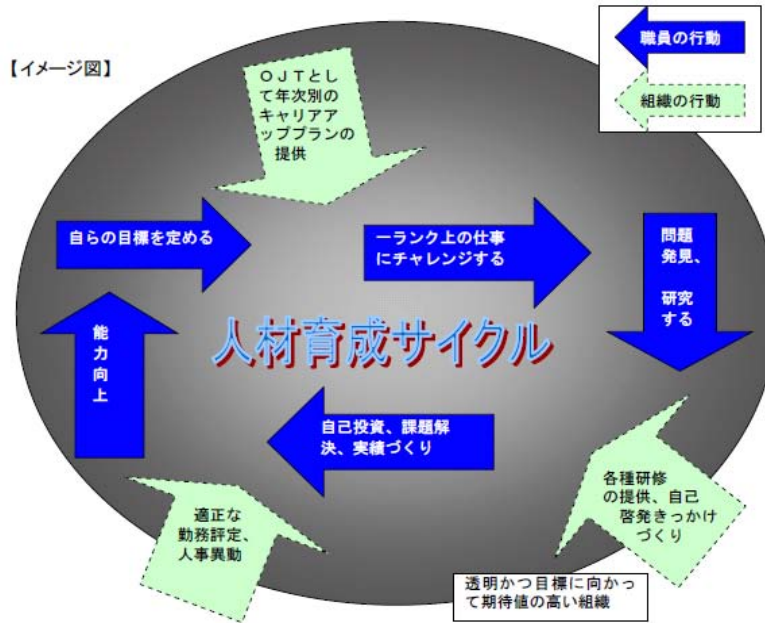 【イメージ図】
職員の行動
組織の行動
ＯＪＴとし
て年次別の
キャリアア
ッププランの
提供
自らの目標を定める
一ランク上の仕事
にチャレンジする
問題
発見、
研究
する
人材育成サイクル
能
力
向
上
自己投資、課題解
決、実績づくり
各種研修
の提供、自己
啓発きっかけ
づくり
適正な
勤務評定、
人事異動
透明かつ目標に向かっ
て期待値の高い組織